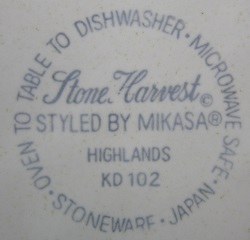 OVEN TO TABLE TO DISHWASHER · MICROWAVE SAFE · JAPAN · STONEWARE ·
Stone Harvest©
STYLED BY MIKASA®
HIGHLANDS
KD 102